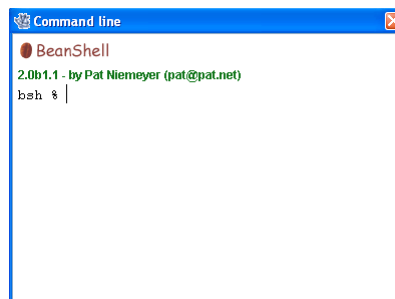 Command line
BeanShell
2.0b1.1 - by Pat Niemeyer (pat@pat.net)
bsh %